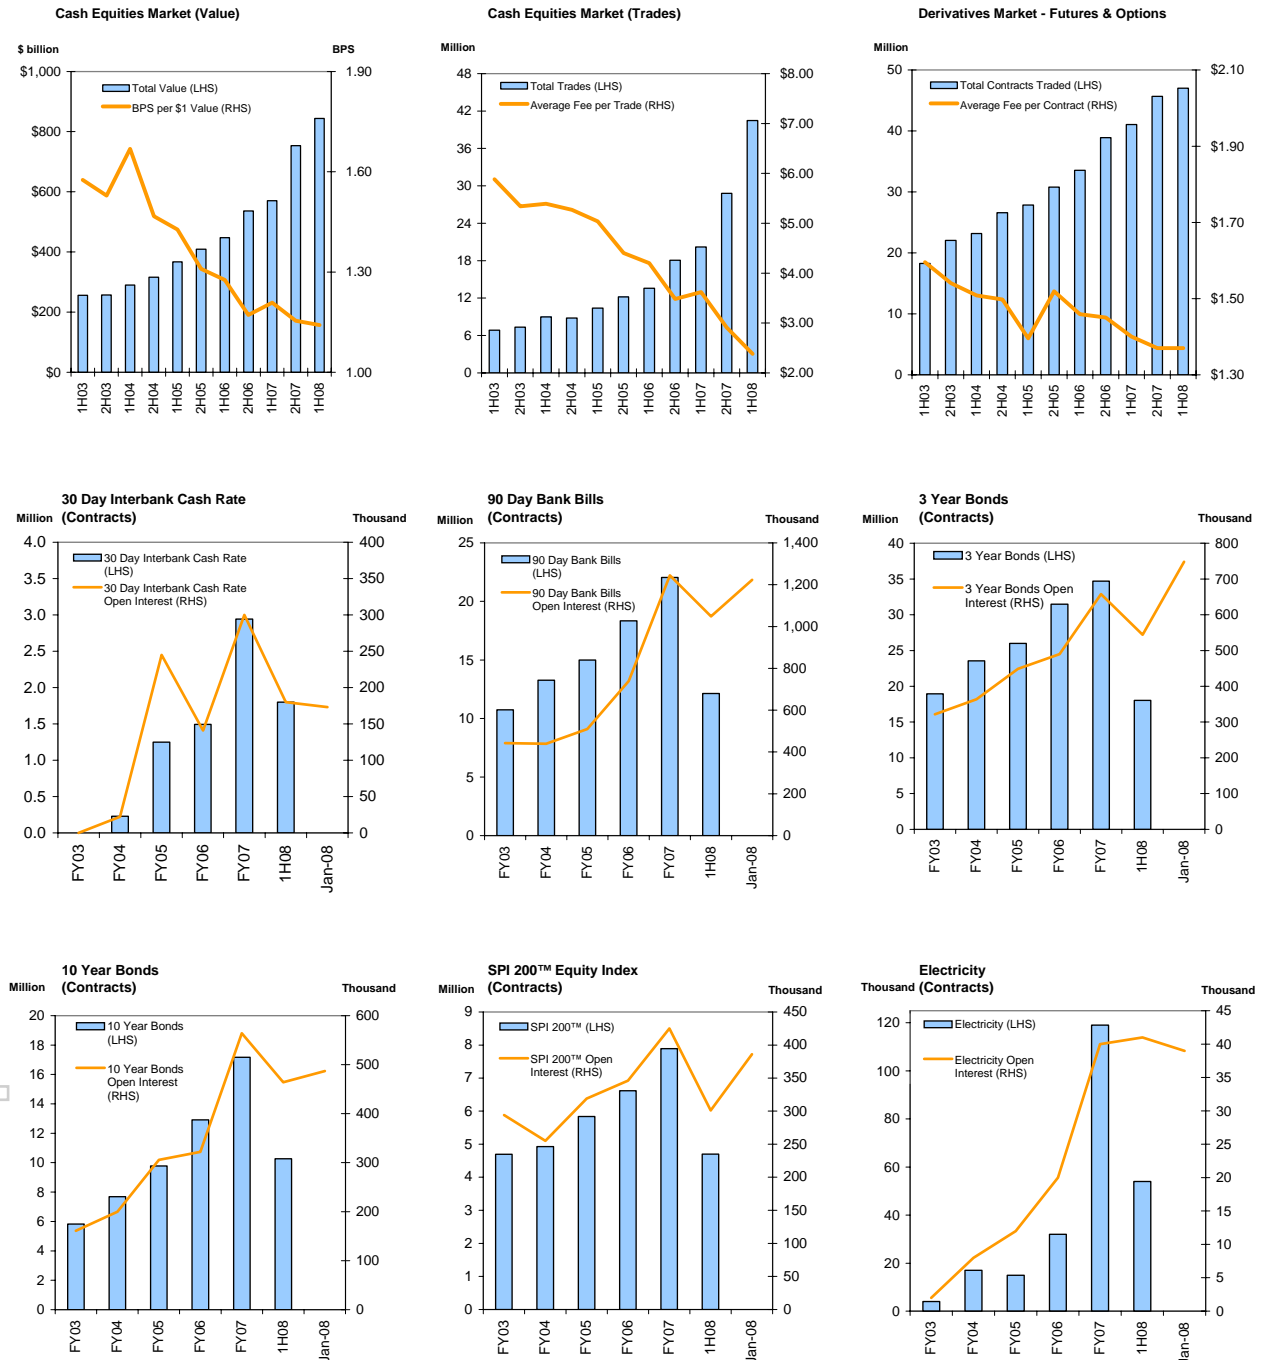 Cash Equities Market (Value)
$ billion
BPS
$1,000
$800
$600
$400
$200
$0
1.90
1.60
1.30
1.00
Total Value (LHS)
BPS per $1 Value (RHS)
1H03
2H03
1H04
2H04
1H05
2H05
1H06
2H06
1H07
2H07
1H08
Cash Equities Market (Trades)
Million
48
42
36
30
24
18
12
6
0
$8.00
$7.00
$6.00
$5.00
$4.00
$3.00
$2.00
Total Trades (LHS)
Average Fee per Trade (RHS)
1H03
2H03
1H04
2H04
1H05
2H05
1H06
2H06
1H07
2H07
1H08
Derivatives Market - Futures & Options
Million
50
40
30
20
10
0
$2.10
$1.90
$1.70
$1.50
$1.30
Total Contracts Traded (LHS)
Average Fee per Contract (RHS)
1H03
2H03
1H04
2H04
1H05
2H05
1H06
2H06
1H07
2H07
1H08
30 Day Interbank Cash Rate
(Contracts)
Million
Thousand
4.0
3.5
3.0
2.5
2.0
1.5
1.0
0.5
0.0
400
350
300
250
200
150
100
50
0
30 Day Interbank Cash Rate
(LHS)
30 Day Interbank Cash Rate
Open Interest (RHS)
FY03
FY04
FY05
FY06
FY07
1H08
Jan-08
90 Day Bank Bills
(Contracts)
Million
Thousand
25
20
15
10
5
0
1,400
1,200
1,000
800
600
400
200
0
90 Day Bank Bills
(LHS)
90 Day Bank Bills
Open Interest (RHS)
FY03
FY04
FY05
FY06
FY07
1H08
Jan-08
3 Year Bonds
(Contracts)
Million
Thousand
40
35
30
25
20
15
10
5
0
800
700
600
500
400
300
200
100
0
3 Year Bonds (LHS)
3 Year Bonds Open
Interest (RHS)
FY03
FY04
FY05
FY06
FY07
1H08
Jan-08
10 Year Bonds
(Contracts)
Million
Thousand
20
18
16
14
12
10
8
6
4
2
0
600
500
400
300
200
100
0
10 Year Bonds
(LHS)
10 Year Bonds
Open Interest
(RHS)
FY03
FY04
FY05
FY06
FY07
1H08
Jan-08
SPI 200™ Equity Index
(Contracts)
Million
Thousand
9
8
7
6
5
4
3
2
1
0
450
400
350
300
250
200
150
100
50
0
SPI 200™ (LHS)
SPI 200™ Open
Interest (RHS)
FY03
FY04
FY05
FY06
FY07
1H08
Jan-08
Electricity
(Contracts)
Thousand
Thousand
120
100
80
60
40
20
0
45
40
35
30
25
20
15
10
5
0
Electricity (LHS)
Electricity Open
Interest (RHS)
FY03
FY04
FY05
FY06
FY07
1H08
Jan-08